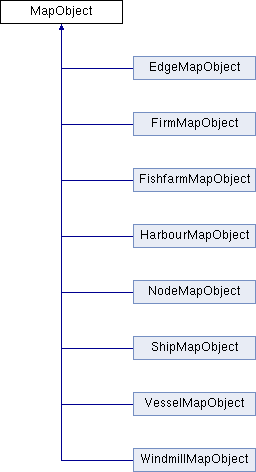 MapObject
EdgeMapObject
FirmMapObject
FishfarmMapObject
HarbourMapObject
NodeMapObject
ShipMapObject
VesselMapObject
WindmillMapObject